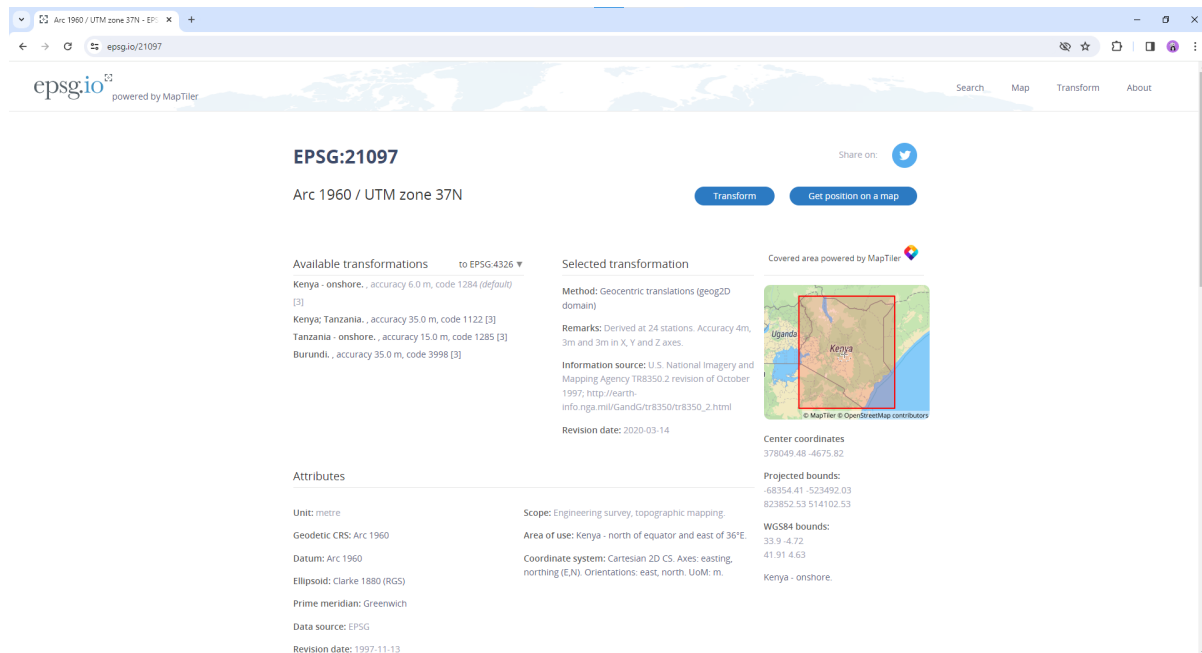 Arc 1960 / UTM zone 37N - EPS
epsg.io/21097
epsg.io powered by MapTiler
Search
Map
Transform
About
EPSG:21097
Share on:
Arc 1960 / UTM zone 37N
Transform
Get position on a map
Available transformations to EPSG:4326 ▼
Kenya - onshore. , accuracy 6.0 m, code 1284 (default)
[3]
Kenya; Tanzania. , accuracy 35.0 m, code 1122 [3]
Tanzania - onshore. , accuracy 15.0 m, code 1285 [3]
Burundi. , accuracy 35.0 m, code 3998 [3]
Selected transformation
Method: Geocentric translations (geog2D
domain)
Remarks: Derived at 24 stations. Accuracy 4m,
3m and 3m in X, Y and Z axes.
Information source: U.S. National Imagery and
Mapping Agency TR8350.2 revision of October
1997; http://earth-
info.nga.mil/GandG/tr8350/tr8350_2.html
Revision date: 2020-03-14
Covered area powered by MapTiler
Uganda
Kenya
© MapTiler © OpenStreetMap contributors
Center coordinates
378049.48 -4675.82
Projected bounds:
-68354.41 -523492.03
823852.53 514102.53
WGS84 bounds:
33.9 -4.72
41.91 4.63
Kenya - onshore.
Attributes
Unit: metre
Geodetic CRS: Arc 1960
Datum: Arc 1960
Ellipsoid: Clarke 1880 (RGS)
Prime meridian: Greenwich
Data source: EPSG
Revision date: 1997-11-13
Scope: Engineering survey, topographic mapping.
Area of use: Kenya - north of equator and east of 36°E.
Coordinate system: Cartesian 2D CS. Axes: easting,
northing (E,N). Orientations: east, north. UoM: m.